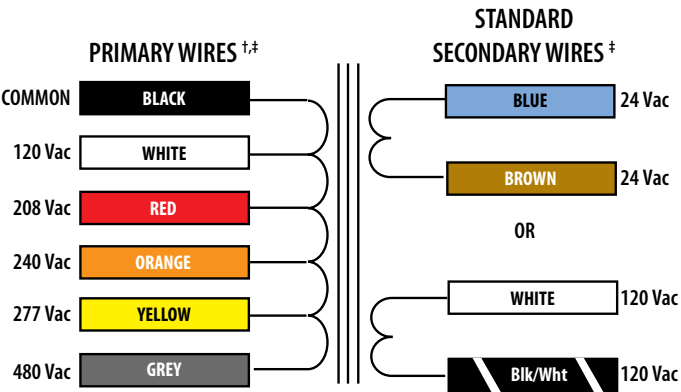 PRIMARY WIRES †,‡
COMMON BLACK
120 Vac WHITE
208 Vac RED
240 Vac ORANGE
277 Vac YELLOW
480 Vac GREY
STANDARD
SECONDARY WIRES ‡
BLUE 24 Vac
BROWN 24 Vac
OR
WHITE 120 Vac
Blk/Wht 120 Vac